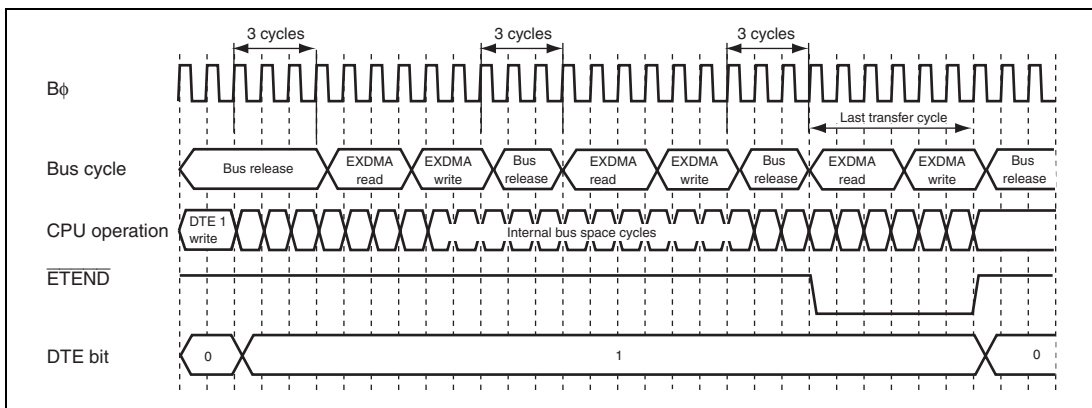 3 cycles 3 cycles 3 cycles
Bϕ
Last transfer cycle
Bus cycle
Bus release
EXDMA read
EXDMA write
Bus release
EXDMA read
EXDMA write
Bus release
EXDMA read
EXDMA write
Bus release
CPU operation
DTE 1 write
Internal bus space cycles
ETEND
DTE bit
0 1 0